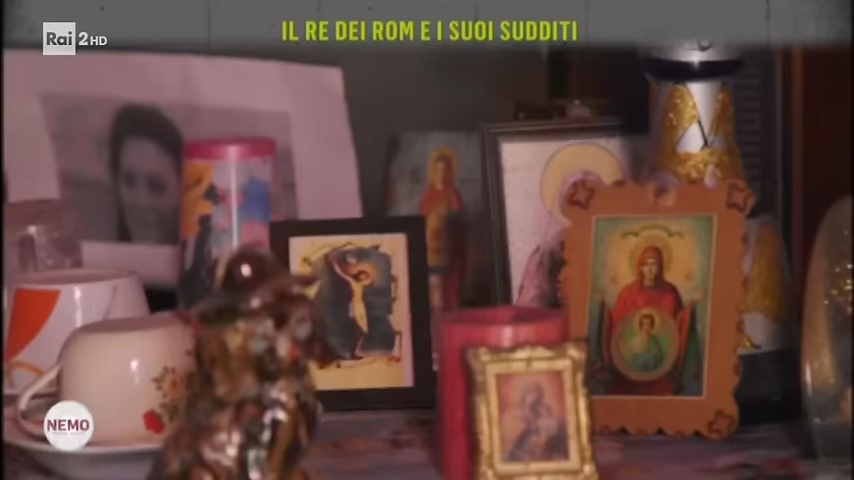 IL RE DEI ROM E I SUOI SUDDITI
Rai 2HD
NEMO